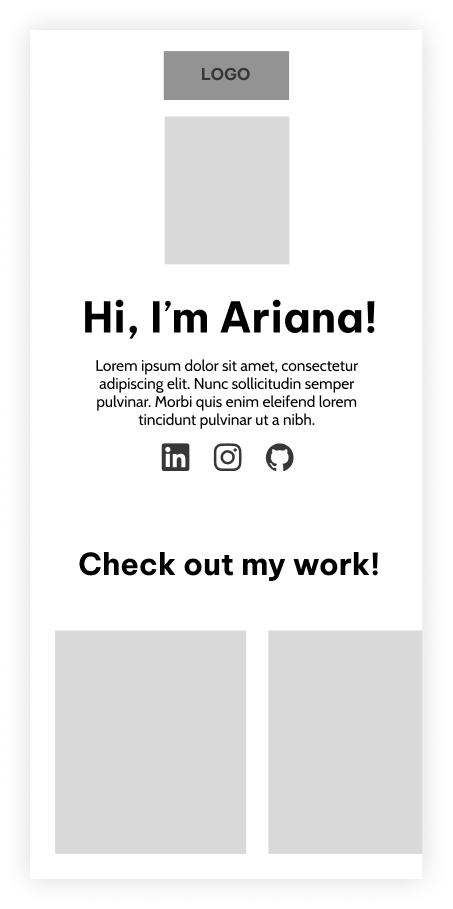 LOGO
Hi, I’m Ariana!
Lorem ipsum dolor sit amet, consectetur
adipiscing elit. Nunc sollicitudin semper
pulvinar. Morbi quis enim eleifend lorem
tincidunt pulvinar ut a nibh.
in
Check out my work!